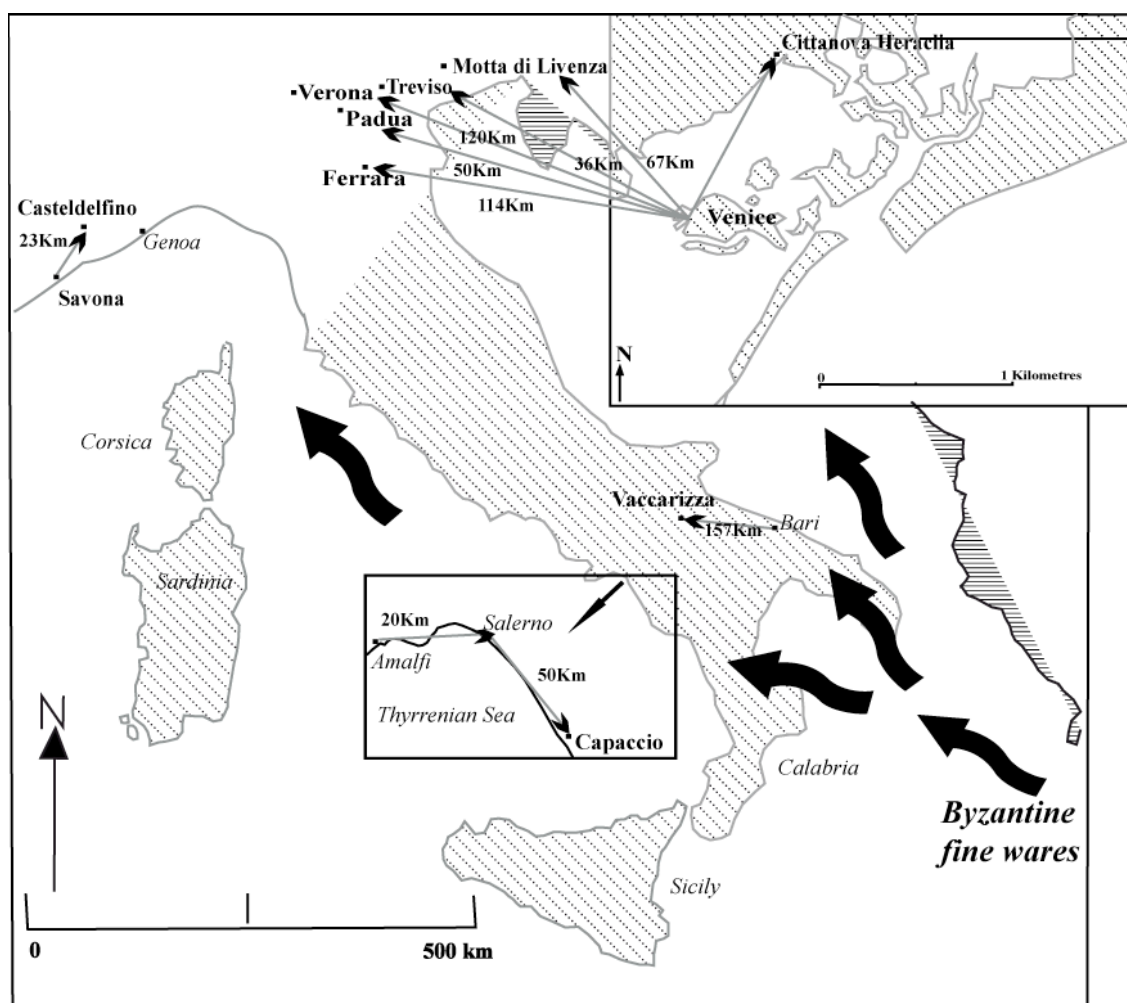 Cittanova Heraclia
Motta di Livenza
Treviso
Verona
Padua
120Km
36Km
67Km
50Km
Ferrara
114Km
Venice
Casteldelfino
23Km
Genoa
Savona
N
0
1 Kilometres
Corsica
Vaccarizza
157Km
Bari
Sardinia
20Km
Salerno
Amalfi
50Km
Thyrrenian Sea
Capaccio
N
Calabria
Byzantine
fine wares
Sicily
0
500 km